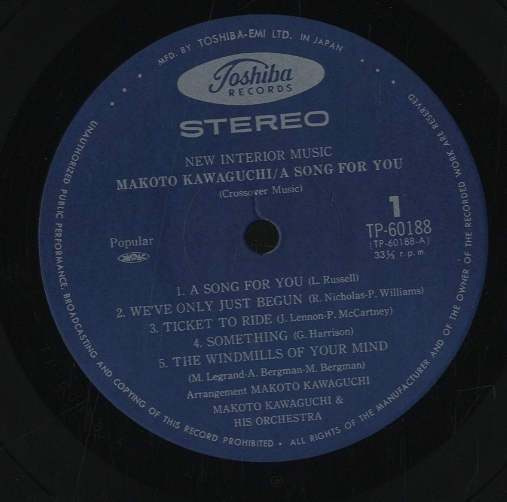 MFD. BY TOSHIBA-EMI LTD. IN JAPAN
Toshiba
RECORDS
STEREO
NEW INTERIOR MUSIC
MAKOTO KAWAGUCHI/A SONG FOR YOU
(Crossover Music)
1
TP-60188
(TP-60188-A)
33⅓ r. p. m.
Popular
JASRAC
1. A SONG FOR YOU (L. Russell)
2. WE'VE ONLY JUST BEGUN (R. Nicholas-P. Williams)
3. TICKET TO RIDE (J. Lennon-P. McCartney)
4. SOMETHING (G. Harrison)
5. THE WINDMILLS OF YOUR MIND
(M. Legrand-A. Bergman-M. Bergman)
Arrangement MAKOTO KAWAGUCHI
MAKOTO KAWAGUCHI &
HIS ORCHESTRA
UNAUTHORIZED PUBLIC PERFORMANCE, BROADCASTING AND COPYING OF THIS RECORD PROHIBITED • ALL RIGHTS OF THE MANUFACTURER AND OF THE OWNER OF THE RECORDED WORK ARE RESERVED